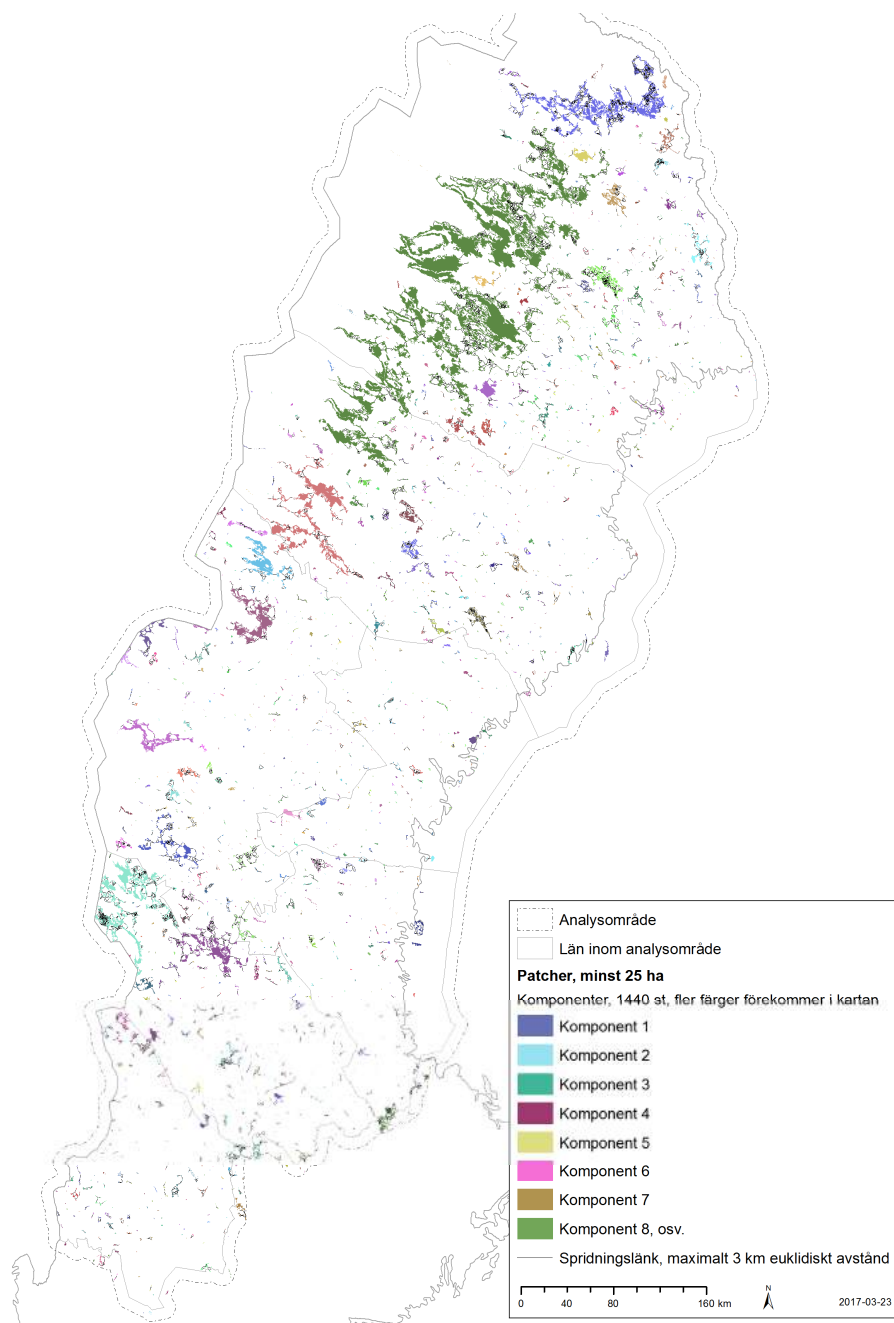 Analysområde
Län inom analysområde
Patcher, minst 25 ha
Komponenter, 1440 st, fler färger förekommer i kartan
Komponent 1
Komponent 2
Komponent 3
Komponent 4
Komponent 5
Komponent 6
Komponent 7
Komponent 8, osv.
Spridningslänk, maximalt 3 km euklidiskt avstånd
N
0 40 80 160 km
2017-03-23